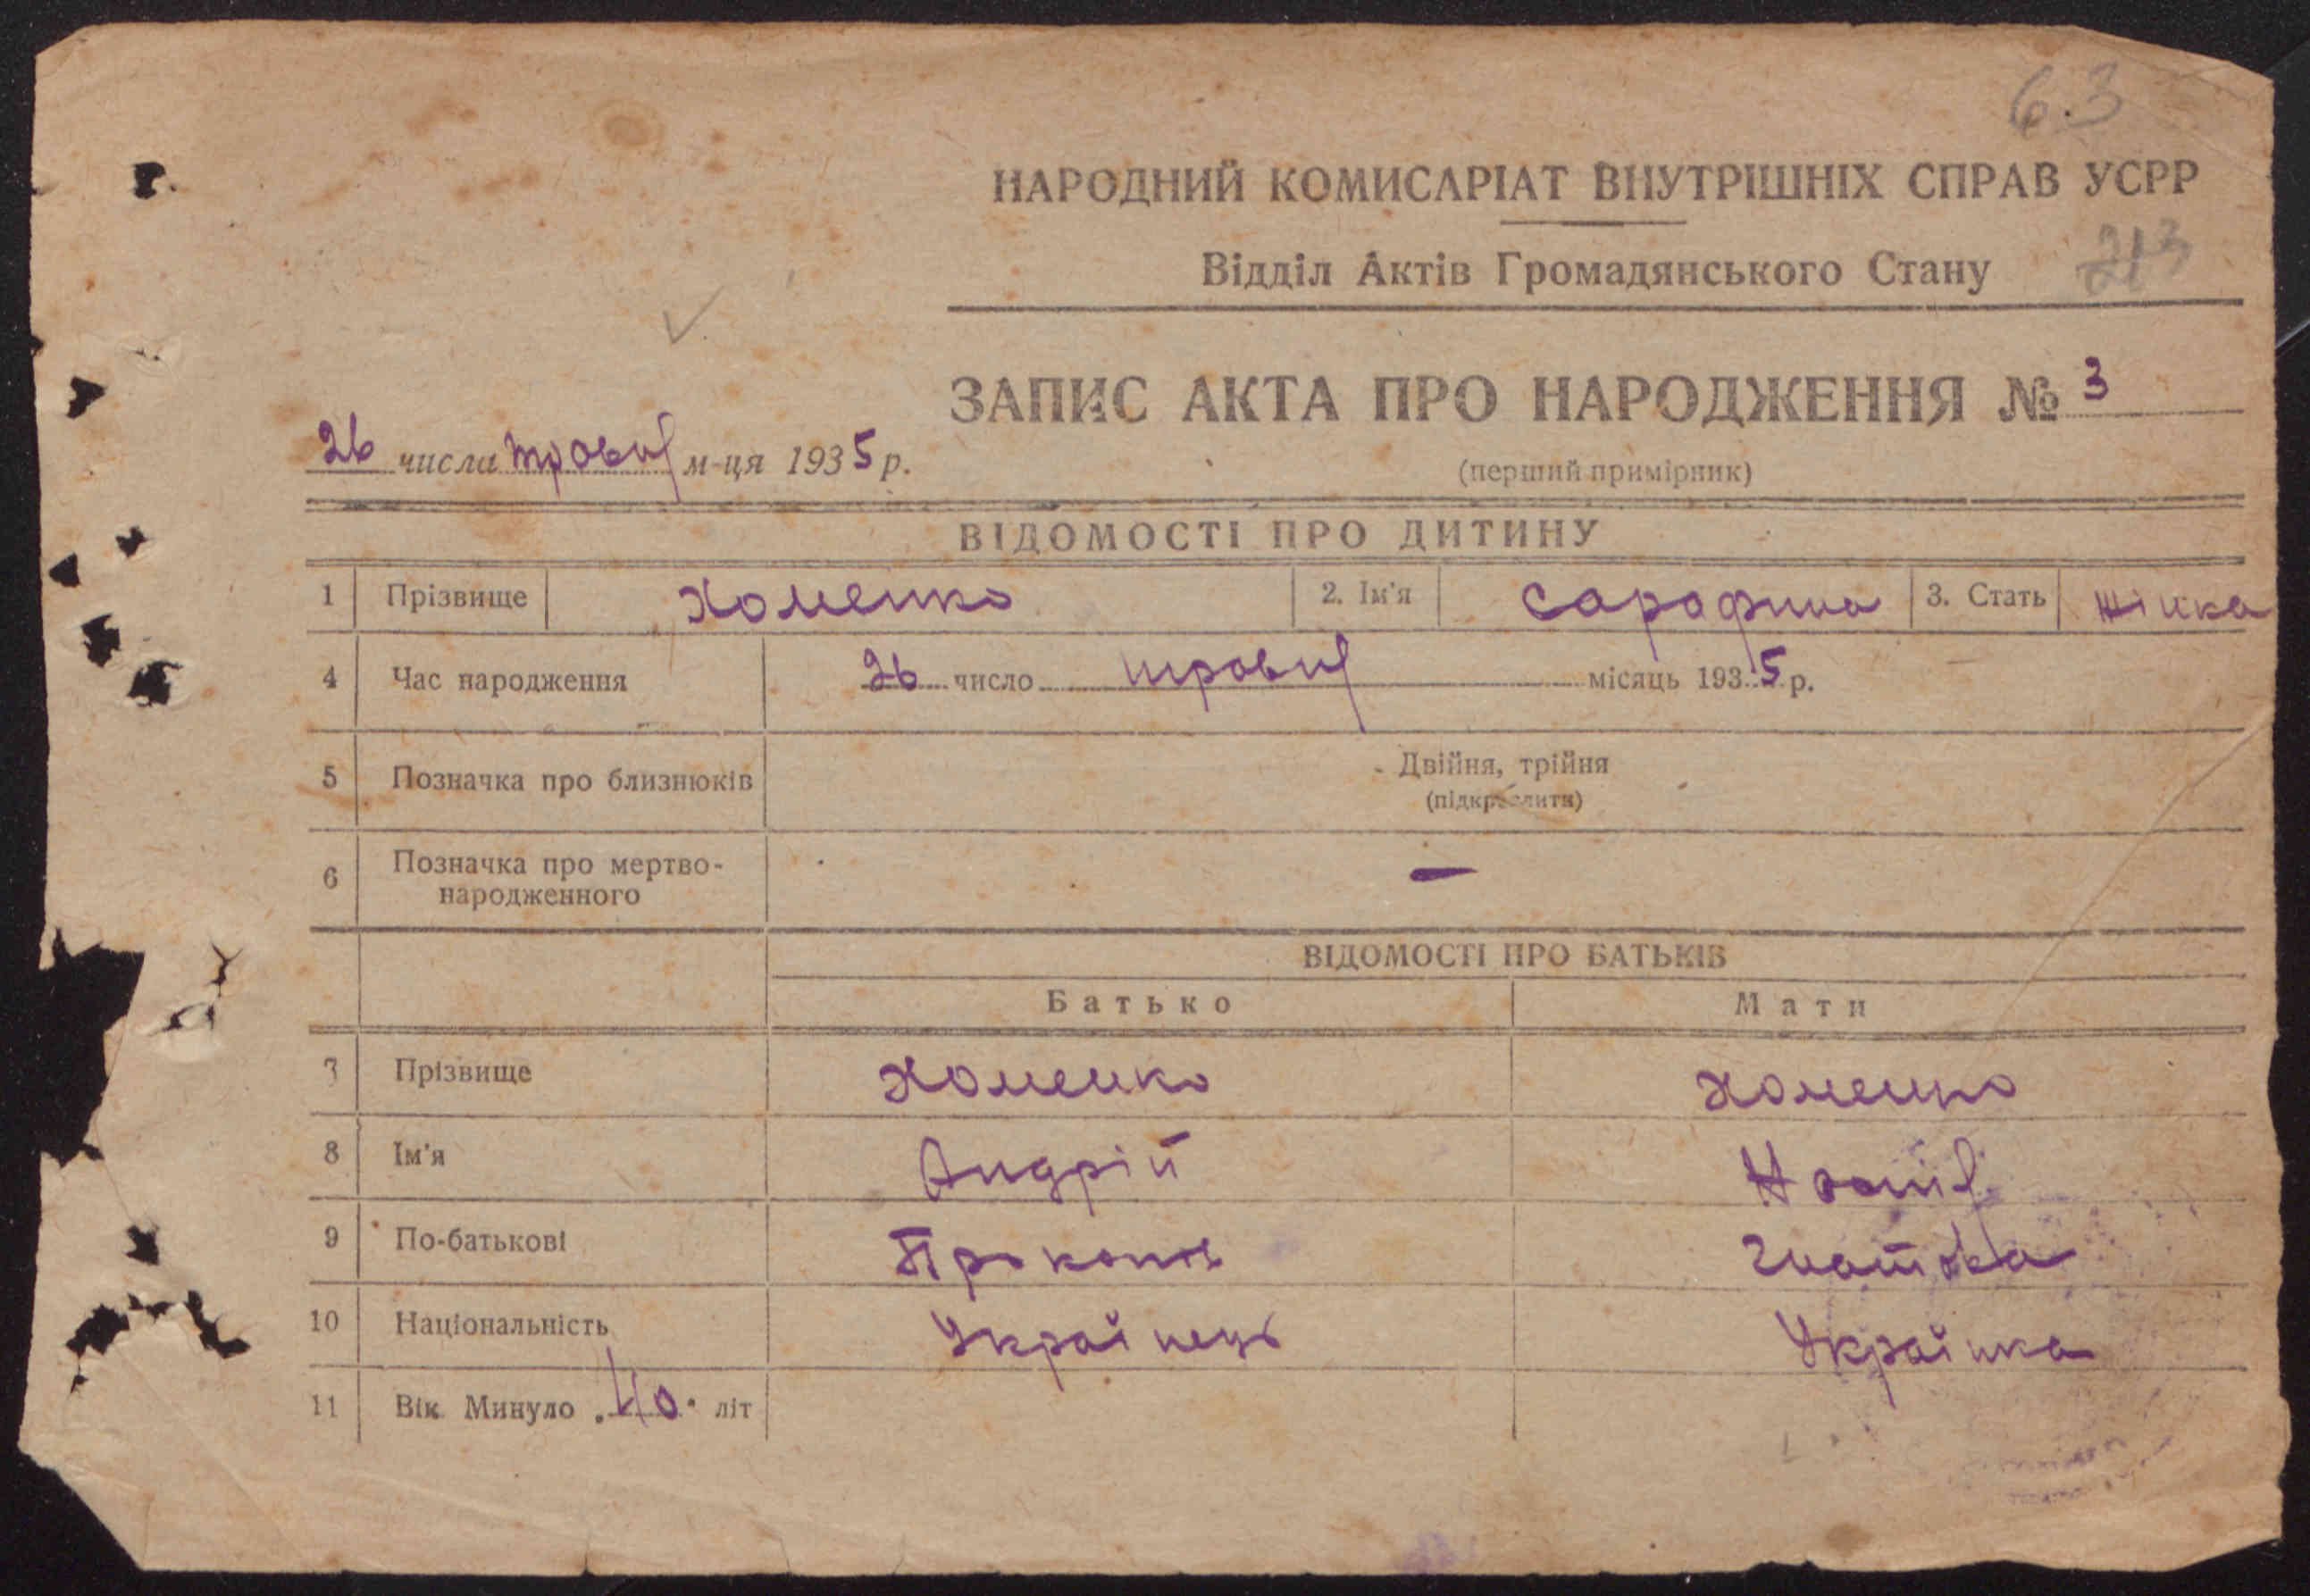 63
НАРОДНИЙ КОМИСАРІАТ ВНУТРІШНІХ СПРАВ УСРР
Відділ Актів Громадянського Стану 213
ЗАПИС АКТА ПРО НАРОДЖЕННЯ № 3
26 числа травня м-ця 1935 р.
(перший примірник)
ВІДОМОСТІ ПРО ДИТИНУ
1 Прізвище Хоменко 2. Ім'я Сарафина 3. Стать жінка
4 Час народження 26 число травня місяць 1935 р.
5 Позначка про близнюків Двійня, трійня
(підкреслити)
6 Позначка про мертво-
народженного —
ВІДОМОСТІ ПРО БАТЬКІВ
Батько Мати
7 Прізвище Хоменко Хоменко
8 Ім'я Андрій
9 По-батькові Прокопів Гнатова
10 Національність Українець Українка
11 Вік Минуло 40 літ